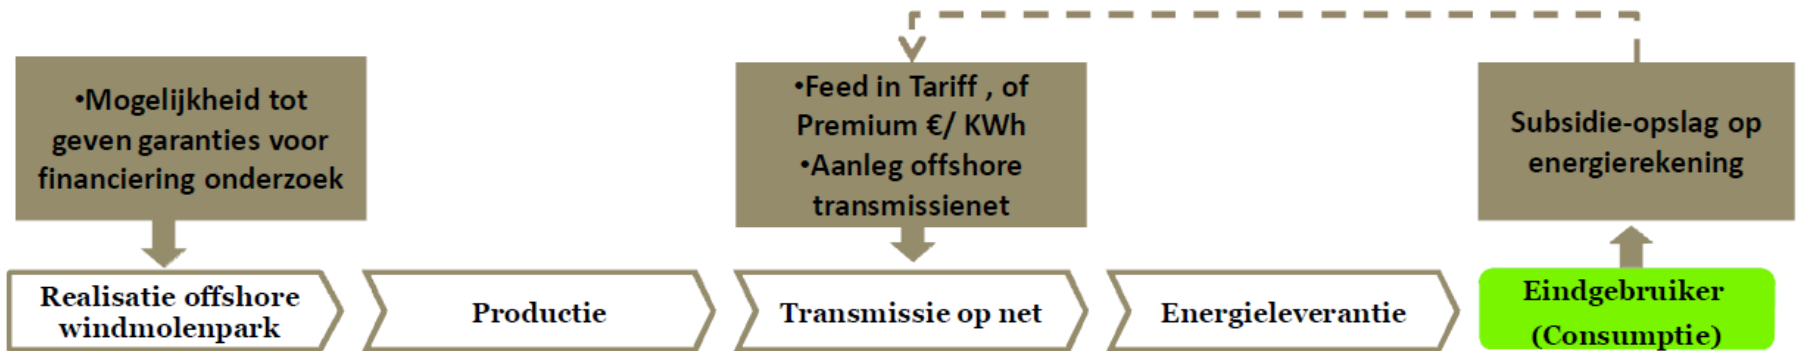 •Mogelijkheid tot
geven garanties voor
financiering onderzoek
•Feed in Tariff , of
Premium €/ KWh
•Aanleg offshore
transmissienet
Subsidie-opslag op
energierekening
Realisatie offshore
windmolenpark
Productie
Transmissie op net
Energieleverantie
Eindgebruiker
(Consumptie)